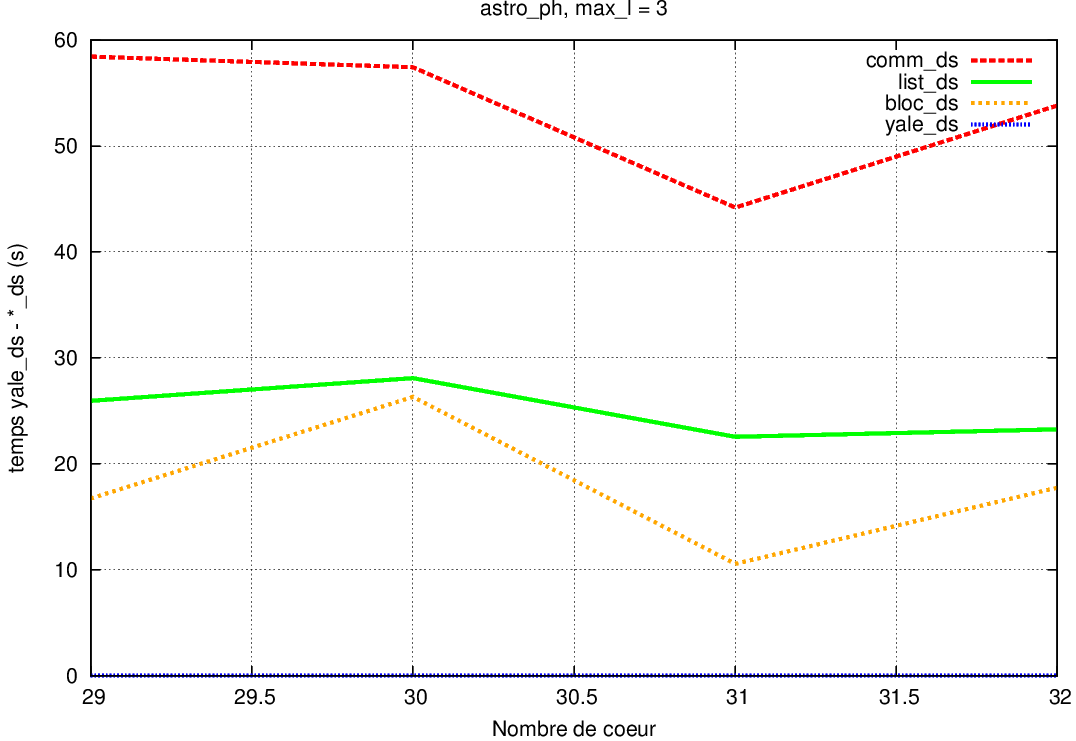 astro_ph, max_l = 3
60
50
40
30
20
10
0
comm_ds
list_ds
bloc_ds
yale_ds
temps yale_ds - *_ds (s)
29 29.5 30 30.5 31 31.5 32
Nombre de coeur